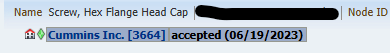 Name Screw, Hex Flange Head Cap Node ID
Cummins Inc. [3664] accepted (06/19/2023)